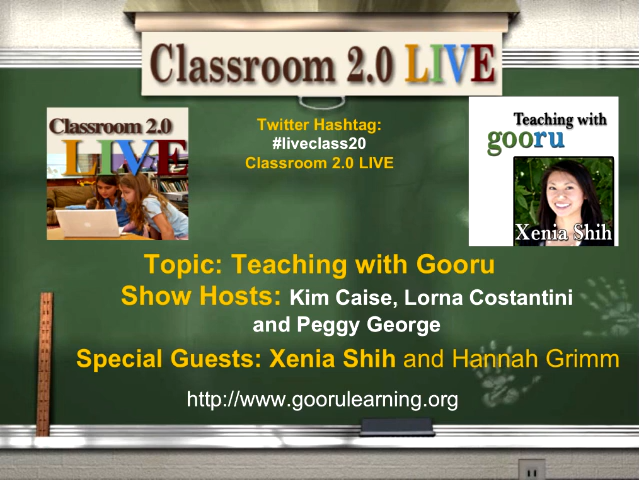 Classroom 2.0 LIVE
Classroom 2.0
LIVE
Twitter Hashtag:
#liveclass20
Classroom 2.0 LIVE
Teaching with
gooru
Xenia Shih
Topic: Teaching with Gooru
Show Hosts: Kim Caise, Lorna Costantini
and Peggy George
Special Guests: Xenia Shih and Hannah Grimm
http://www.goorulearning.org